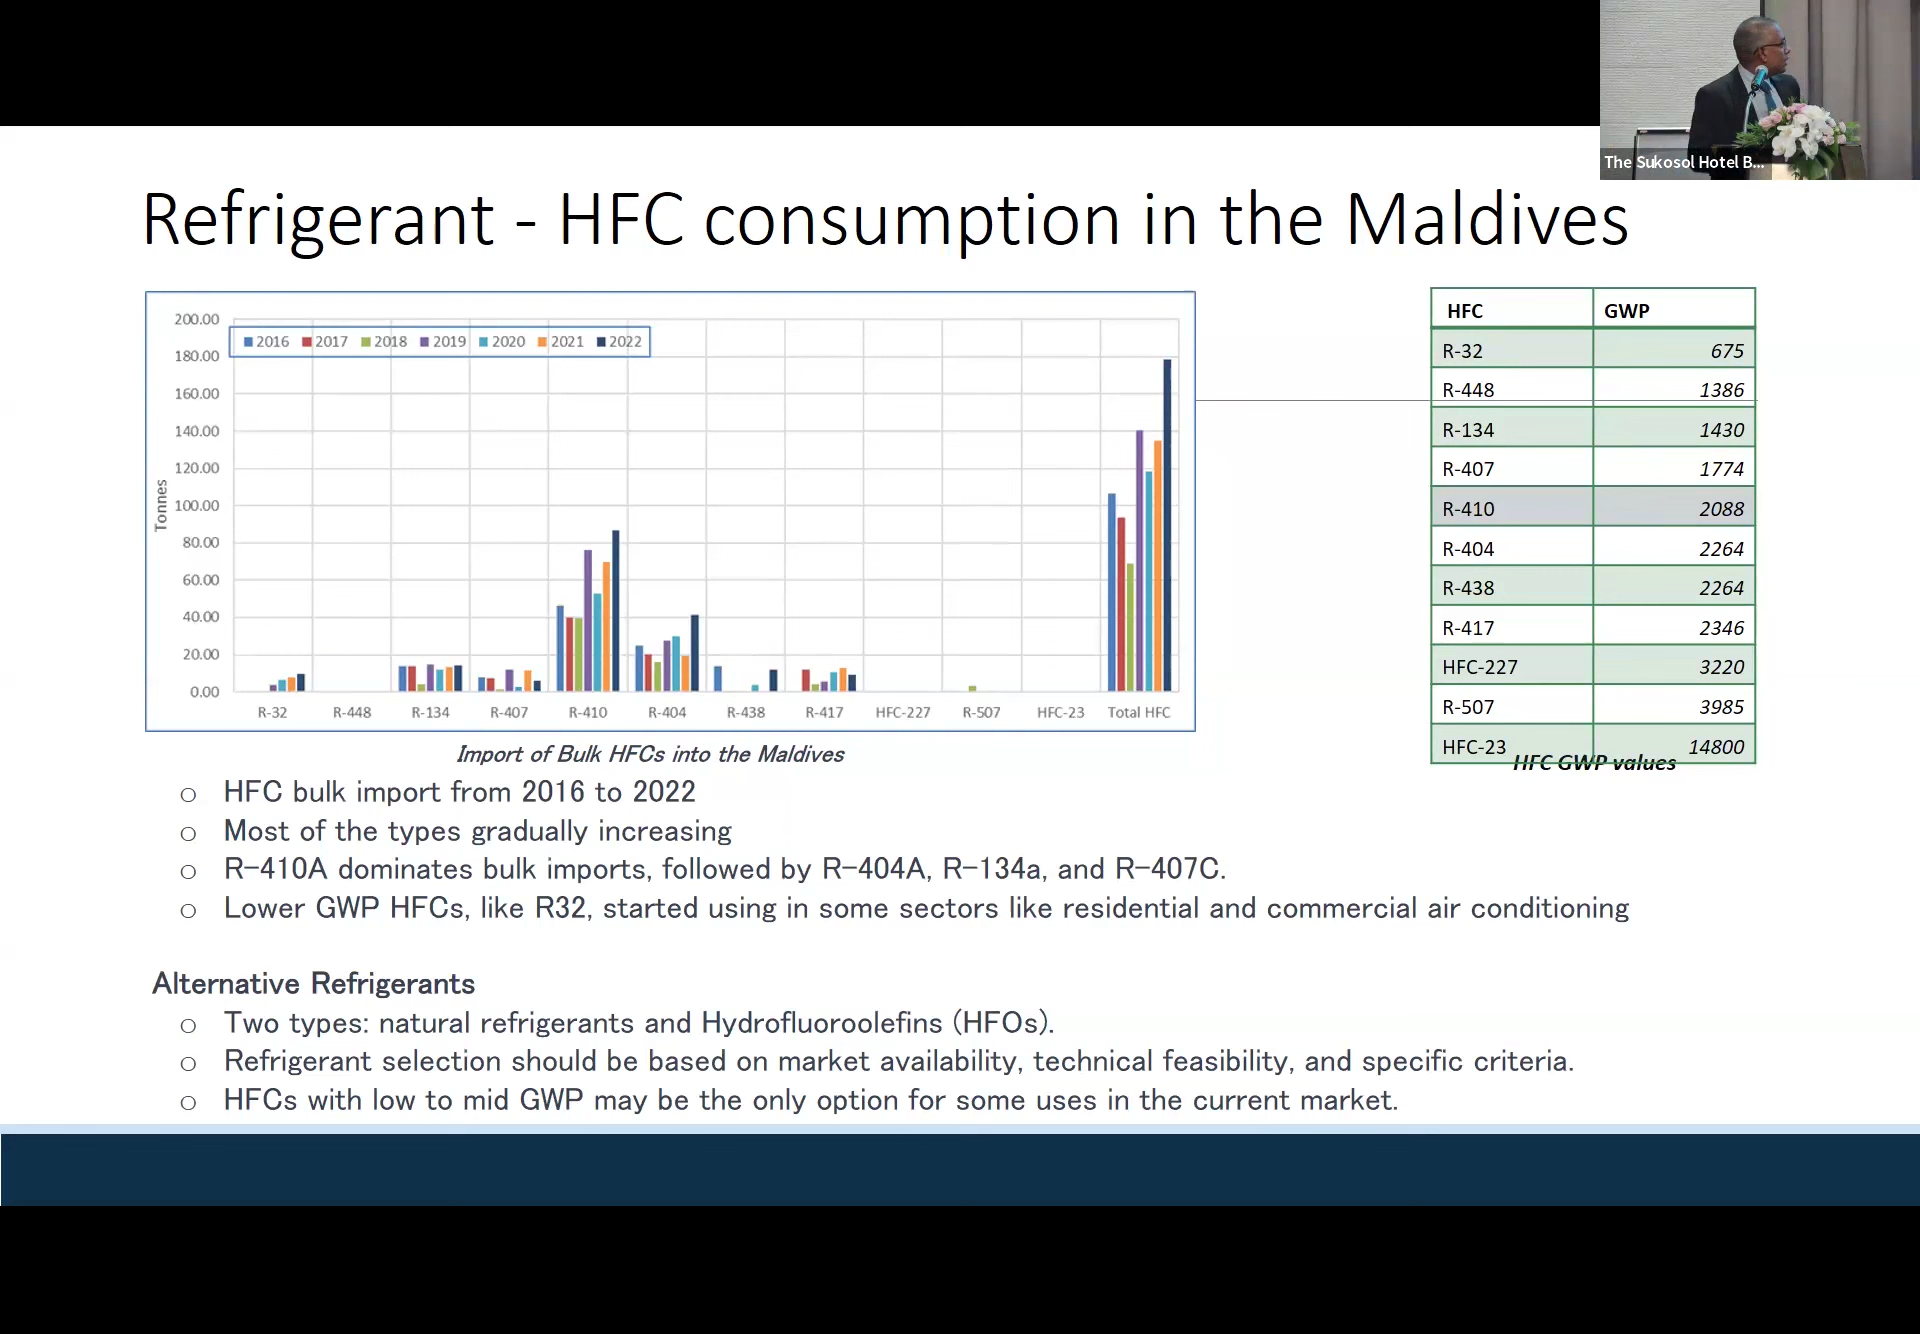 The Sukosol Hotel B...
Refrigerant - HFC consumption in the Maldives
200.00
180.00
160.00
140.00
120.00
100.00
80.00
60.00
40.00
20.00
0.00
Tonnes
2016 2017 2018 2019 2020 2021 2022
R-32 R-448 R-134 R-407 R-410 R-404 R-438 R-417 HFC-227 R-507 HFC-23 Total HFC
Import of Bulk HFCs into the Maldives
HFC GWP
R-32 675
R-448 1386
R-134 1430
R-407 1774
R-410 2088
R-404 2264
R-438 2264
R-417 2346
HFC-227 3220
R-507 3985
HFC-23 14800
HFC GWP values
o HFC bulk import from 2016 to 2022
o Most of the types gradually increasing
o R-410A dominates bulk imports, followed by R-404A, R-134a, and R-407C.
o Lower GWP HFCs, like R32, started using in some sectors like residential and commercial air conditioning
Alternative Refrigerants
o Two types: natural refrigerants and Hydrofluoroolefins (HFOs).
o Refrigerant selection should be based on market availability, technical feasibility, and specific criteria.
o HFCs with low to mid GWP may be the only option for some uses in the current market.